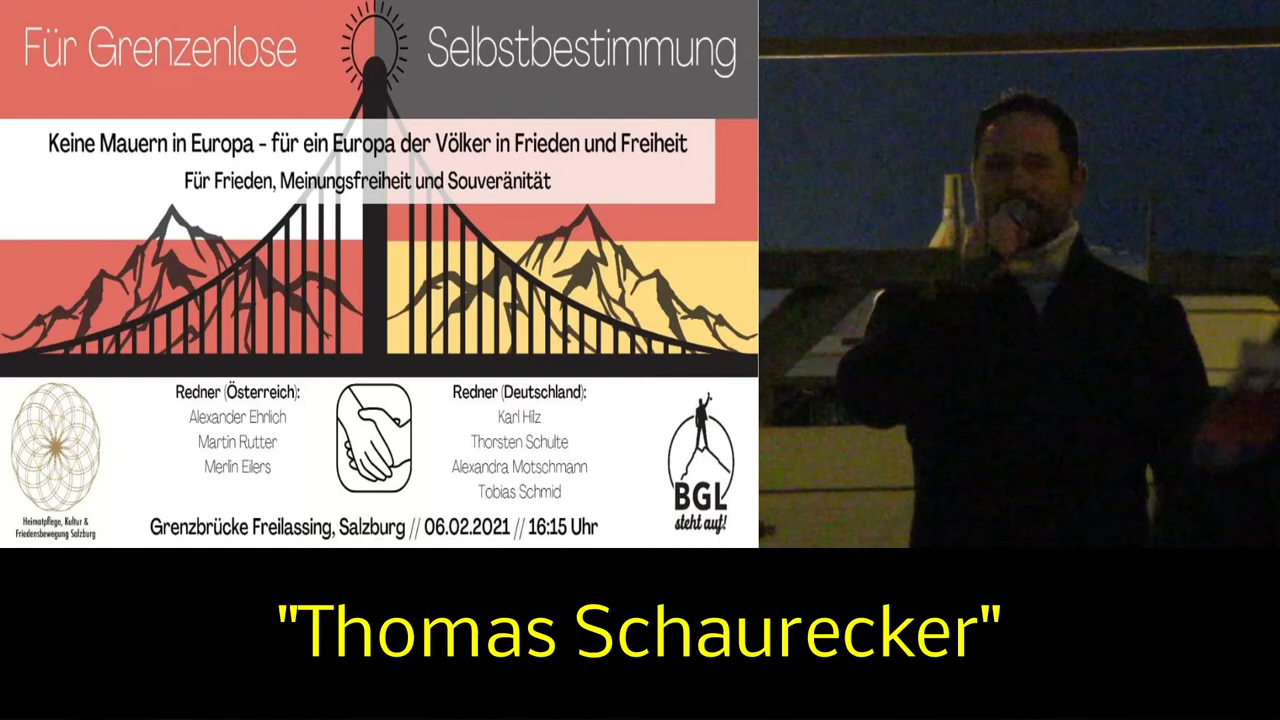 Für Grenzenlose Selbstbestimmung
Keine Mauern in Europa - für ein Europa der Völker in Frieden und Freiheit
Für Frieden, Meinungsfreiheit und Souveränität
Redner (Österreich):
Alexander Ehrlich
Martin Rutter
Merlin Eilers
Redner (Deutschland):
Karl Hilz
Thorsten Schulte
Alexandra Motschmann
Tobias Schmid
Heimatpflege, Kultur &
Friedensbewegung Salzburg
BGL
steht auf!
Grenzbrücke Freilassing, Salzburg // 06.02.2021 // 16:15 Uhr
"Thomas Schaurecker"